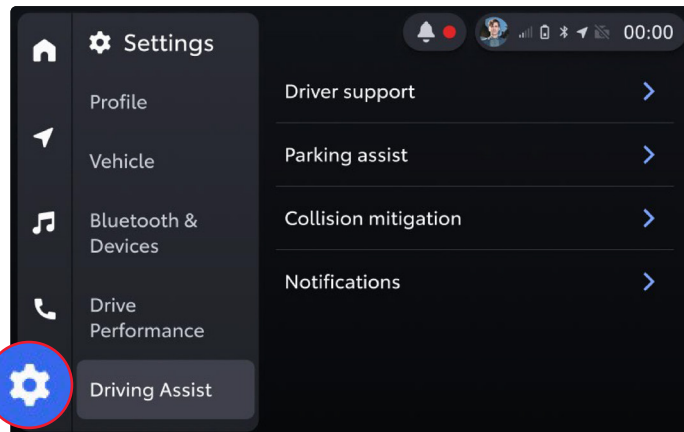 Settings
00:00
Profile
Vehicle
Bluetooth &
Devices
Drive
Performance
Driving Assist
Driver support
Parking assist
Collision mitigation
Notifications